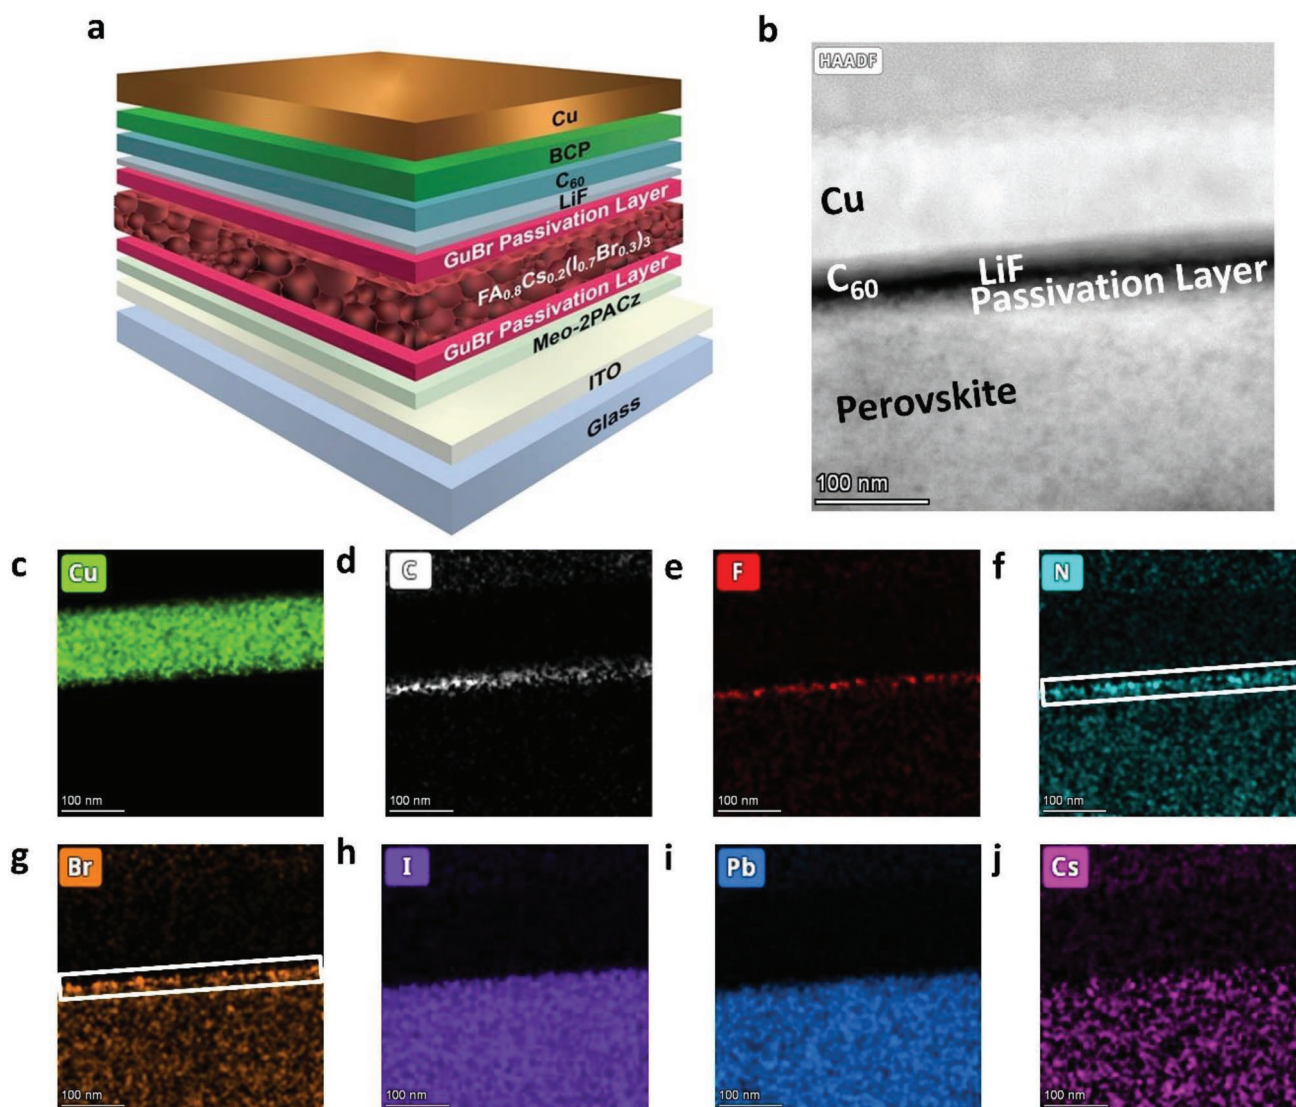 a
Cu
BCP
C₆₀
LiF
GuBr Passivation Layer
FA₀.₈Cs₀.₂(I₀.₇Br₀.₃)₃
GuBr Passivation Layer
Meo-2PACz
ITO
Glass
b
HAADF
Cu
C₆₀
LiF
Passivation Layer
Perovskite
100 nm
c
Cu
100 nm
d
C
100 nm
e
F
100 nm
f
N
100 nm
g
Br
100 nm
h
I
100 nm
i
Pb
100 nm
j
Cs
100 nm